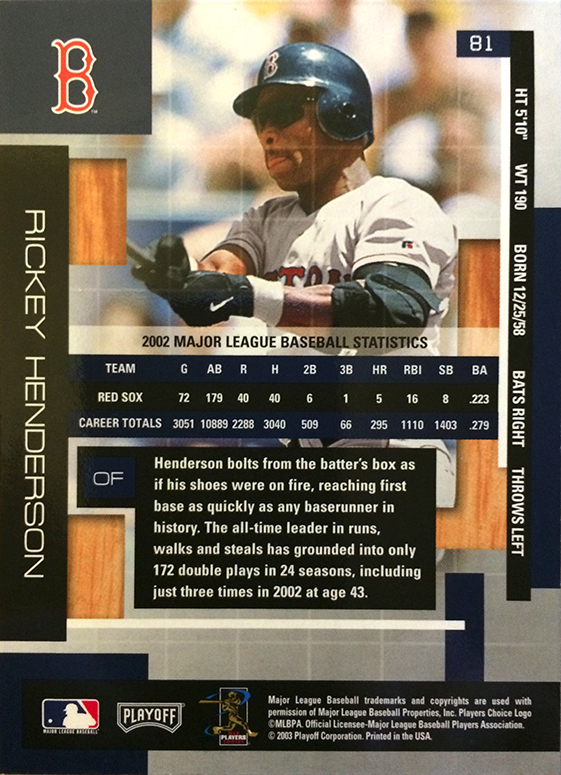 B
81
HT 5'10" WT 190 BORN 12/25/58 BATS RIGHT THROWS LEFT
RICKEY HENDERSON
2002 MAJOR LEAGUE BASEBALL STATISTICS
TEAM G AB R H 2B 3B HR RBI SB BA
RED SOX 72 179 40 40 6 1 5 16 8 .223
CAREER TOTALS 3051 10889 2288 3040 509 66 295 1110 1403 .279
OF
Henderson bolts from the batter's box as
if his shoes were on fire, reaching first
base as quickly as any baserunner in
history. The all-time leader in runs,
walks and steals has grounded into only
172 double plays in 24 seasons, including
just three times in 2002 at age 43.
MAJOR LEAGUE BASEBALL
PLAYOFF
PLAYERS
Major League Baseball trademarks and copyrights are used with
permission of Major League Baseball Properties, Inc. Players Choice Logo
©MLBPA. Official Licensee-Major League Baseball Players Association.
© 2003 Playoff Corporation. Printed in the USA.